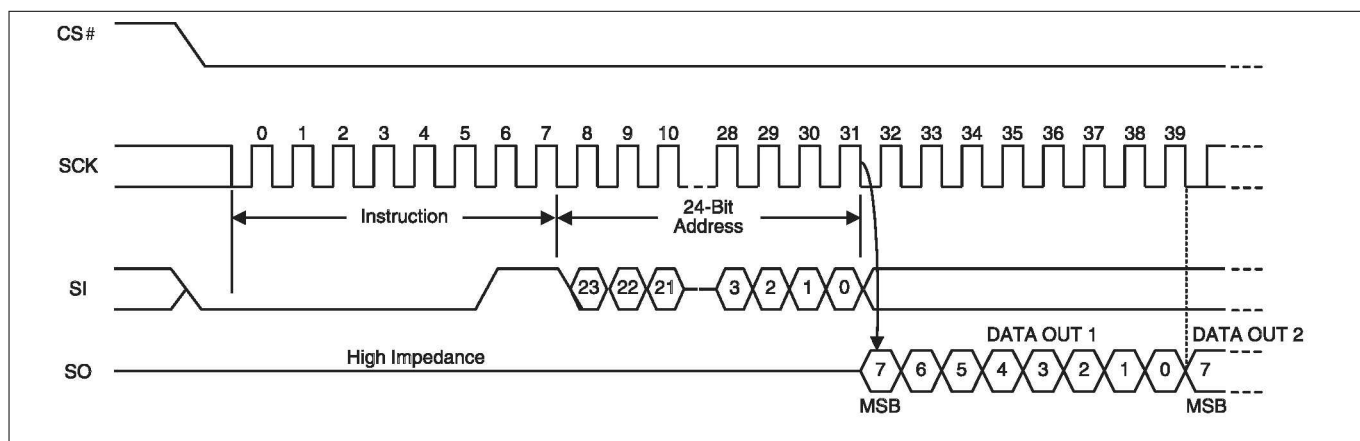 CS#
0 1 2 3 4 5 6 7 8 9 10 28 29 30 31 32 33 34 35 36 37 38 39
SCK
Instruction
24-Bit
Address
SI
23 22 21 3 2 1 0
DATA OUT 1 DATA OUT 2
High Impedance
SO
7 6 5 4 3 2 1 0 7
MSB MSB